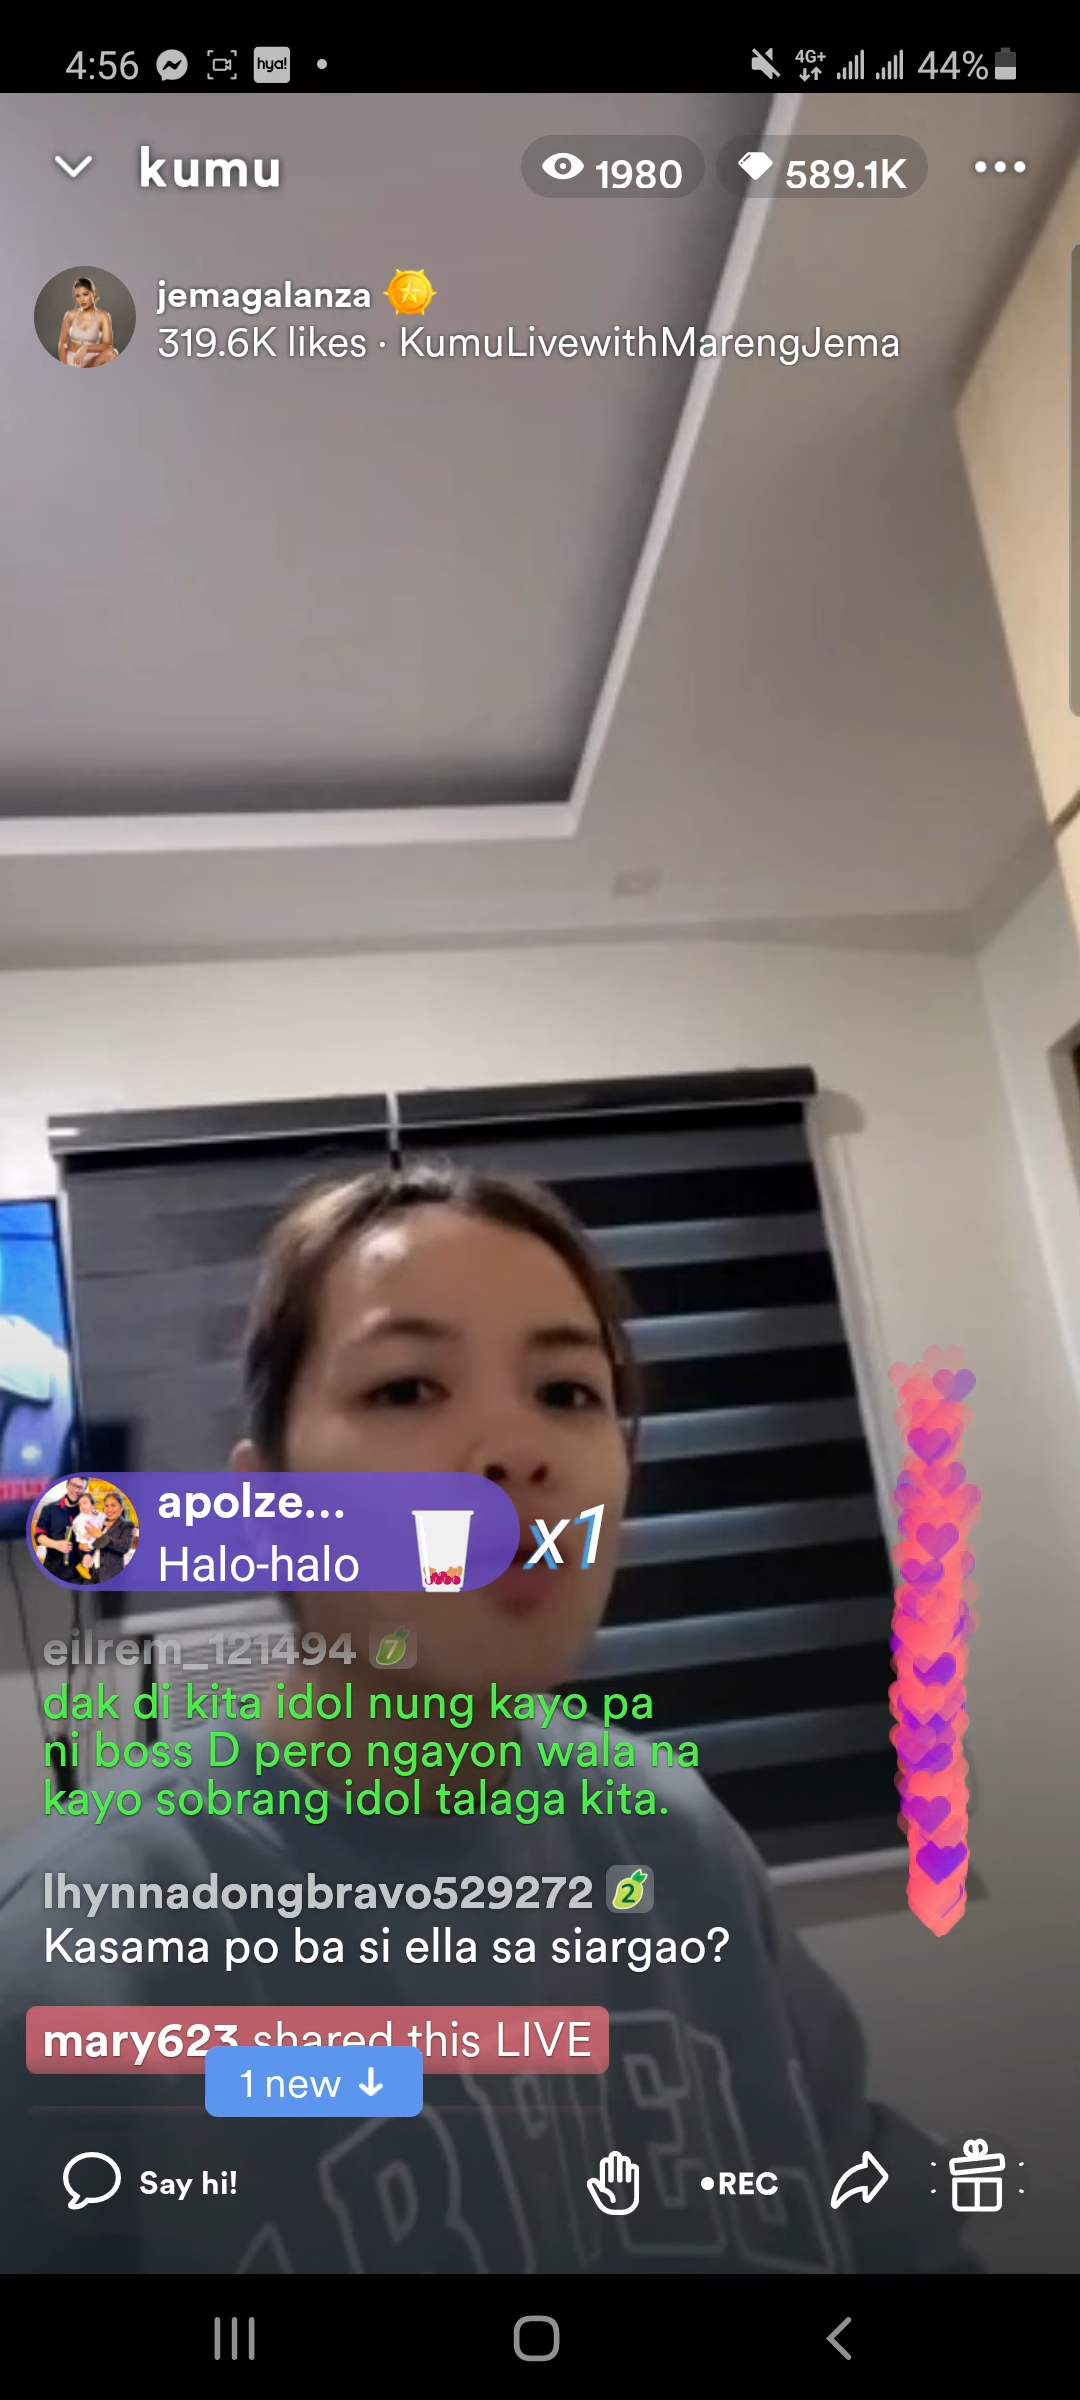 4:56 hya! 4G+ 44%
kumu 1980 589.1K
jemagalanza
319.6K likes · KumuLivewithMarengJema
apolze...
Halo-halo x1
eilrem_121494 7
dak di kita idol nung kayo pa
ni boss D pero ngayon wala na
kayo sobrang idol talaga kita.
lhynnadongbravo529272 2
Kasama po ba si ella sa siargao?
mary623 shared this LIVE
1 new
Say hi! •REC